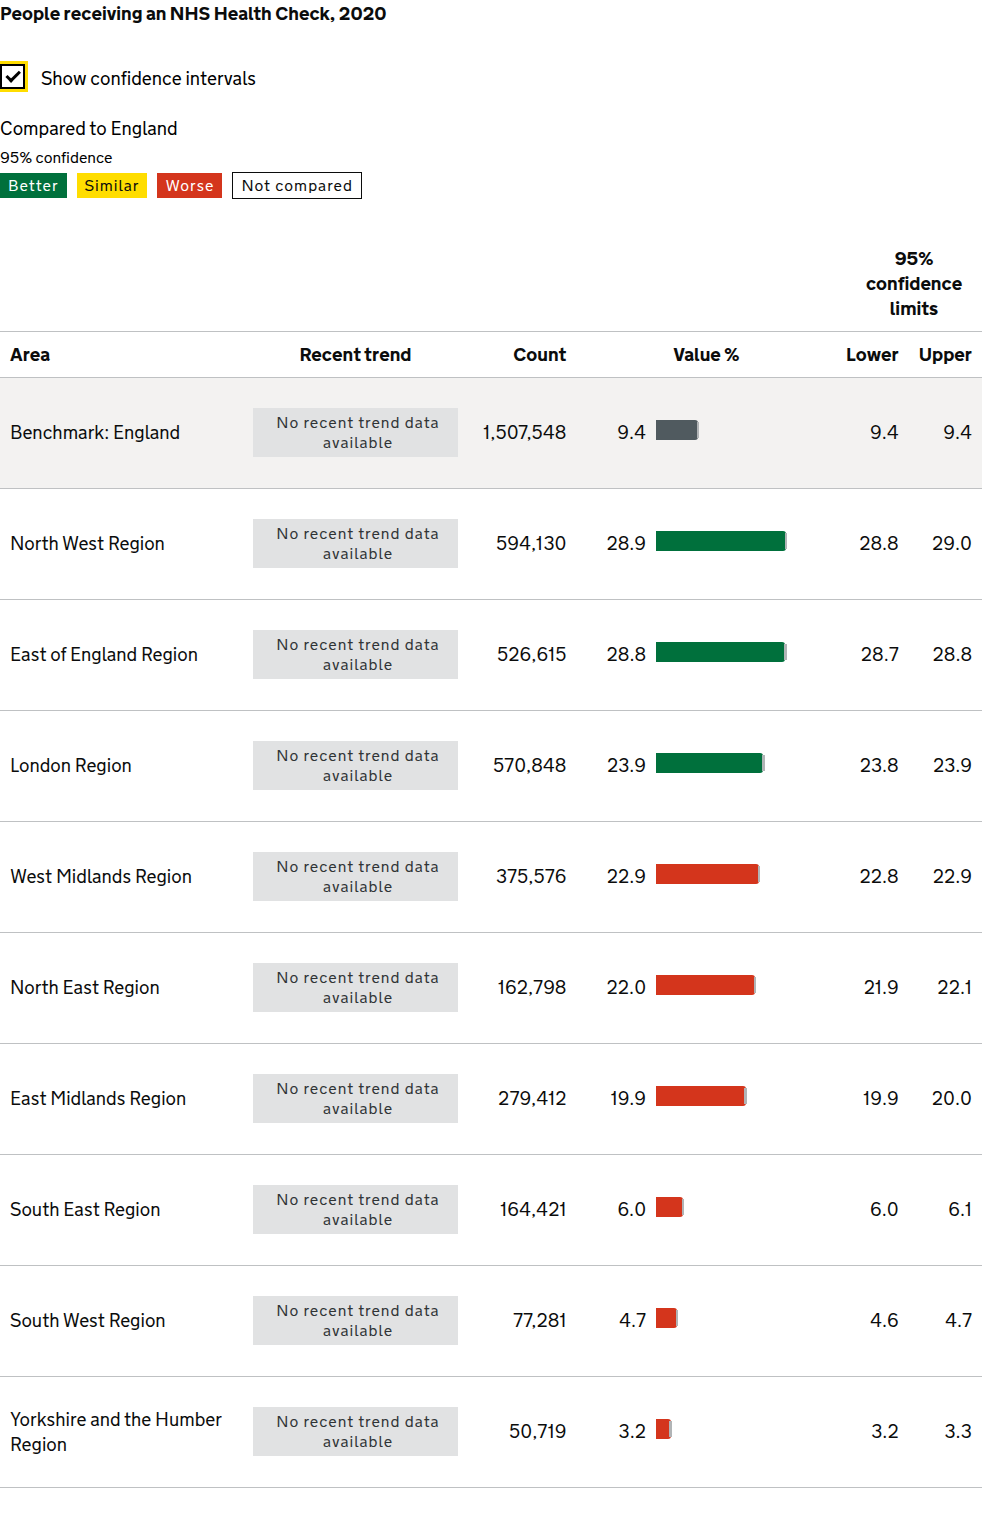 People receiving an NHS Health Check, 2020
Show confidence intervals
Compared to England
95% confidence
Better Similar Worse Not compared
95%
confidence
limits
Area Recent trend Count Value % Lower Upper
Benchmark: England No recent trend data available 1,507,548 9.4 9.4 9.4
North West Region No recent trend data available 594,130 28.9 28.8 29.0
East of England Region No recent trend data available 526,615 28.8 28.7 28.8
London Region No recent trend data available 570,848 23.9 23.8 23.9
West Midlands Region No recent trend data available 375,576 22.9 22.8 22.9
North East Region No recent trend data available 162,798 22.0 21.9 22.1
East Midlands Region No recent trend data available 279,412 19.9 19.9 20.0
South East Region No recent trend data available 164,421 6.0 6.0 6.1
South West Region No recent trend data available 77,281 4.7 4.6 4.7
Yorkshire and the Humber Region No recent trend data available 50,719 3.2 3.2 3.3